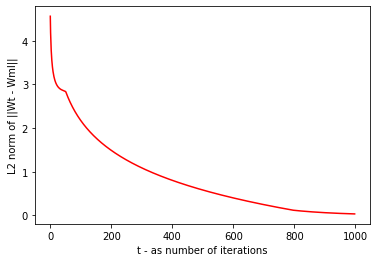 L2 norm of ||Wt - Wml||
4
3
2
1
0
0 200 400 600 800 1000
t - as number of iterations